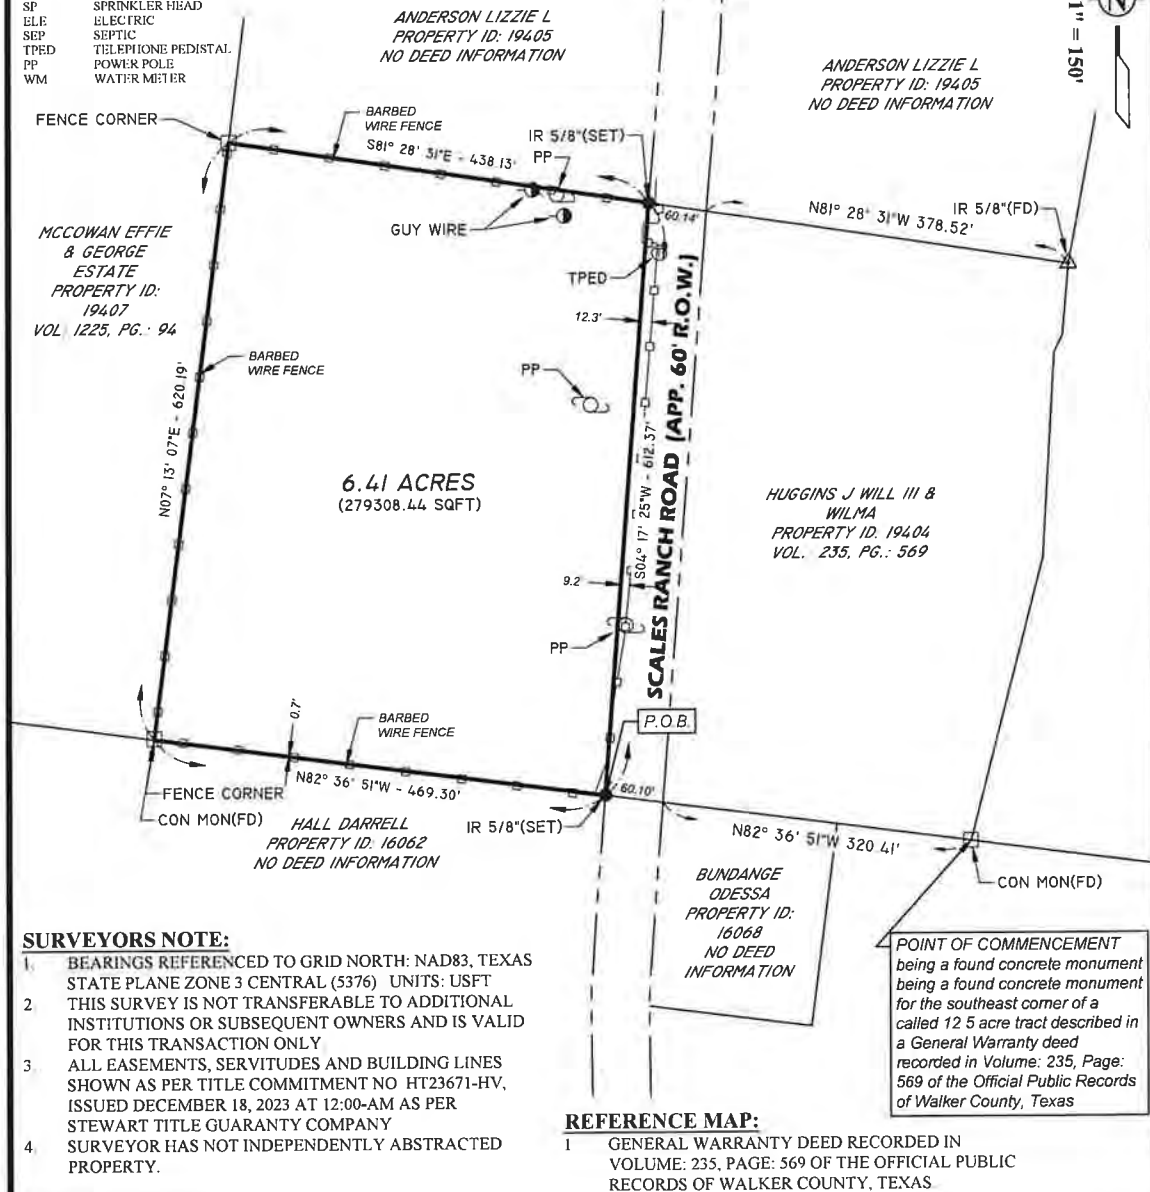 SP SPRINKLER HEAD
ELE ELECTRIC
SEP SEPTIC
TPED TELEPHONE PEDISTAL
PP POWER POLE
WM WATER METER
ANDERSON LIZZIE L
PROPERTY ID: 19405
NO DEED INFORMATION
ANDERSON LIZZIE L
PROPERTY ID: 19405
NO DEED INFORMATION
N
1" = 150'
FENCE CORNER
BARBED
WIRE FENCE
S81° 28' 31"E - 438.13'
IR 5/8"(SET)
PP
GUY WIRE
60.14'
N81° 28' 31"W 378.52'
IR 5/8"(FD)
MCCOWAN EFFIE
& GEORGE
ESTATE
PROPERTY ID:
19407
VOL 1225, PG.: 94
TPED
12.3'
BARBED
WIRE FENCE
PP
N07° 13' 07"E - 620.19'
6.41 ACRES
(279308.44 SQFT)
S04° 17' 25"W - 612.37'
SCALES RANCH ROAD (APP. 60' R.O.W.)
HUGGINS J WILL III &
WILMA
PROPERTY ID. 19404
VOL. 235, PG.: 569
9.2
PP
P.O.B.
0.7'
BARBED
WIRE FENCE
N82° 36' 51"W - 469.30'
60.10'
FENCE CORNER
CON MON(FD)
HALL DARRELL
PROPERTY ID: 16062
NO DEED INFORMATION
IR 5/8"(SET)
N82° 36' 51"W 320.41'
CON MON(FD)
BUNDANGE
ODESSA
PROPERTY ID:
16068
NO DEED
INFORMATION
POINT OF COMMENCEMENT
being a found concrete monument
being a found concrete monument
for the southeast corner of a
called 12 5 acre tract described in
a General Warranty deed
recorded in Volume: 235, Page:
569 of the Official Public Records
of Walker County, Texas
SURVEYORS NOTE:
1. BEARINGS REFERENCED TO GRID NORTH: NAD83, TEXAS
STATE PLANE ZONE 3 CENTRAL (5376) UNITS: USFT
2 THIS SURVEY IS NOT TRANSFERABLE TO ADDITIONAL
INSTITUTIONS OR SUBSEQUENT OWNERS AND IS VALID
FOR THIS TRANSACTION ONLY
3 ALL EASEMENTS, SERVITUDES AND BUILDING LINES
SHOWN AS PER TITLE COMMITMENT NO HT23671-HV,
ISSUED DECEMBER 18, 2023 AT 12:00-AM AS PER
STEWART TITLE GUARANTY COMPANY
4. SURVEYOR HAS NOT INDEPENDENTLY ABSTRACTED
PROPERTY.
REFERENCE MAP:
1 GENERAL WARRANTY DEED RECORDED IN
VOLUME: 235, PAGE: 569 OF THE OFFICIAL PUBLIC
RECORDS OF WALKER COUNTY, TEXAS